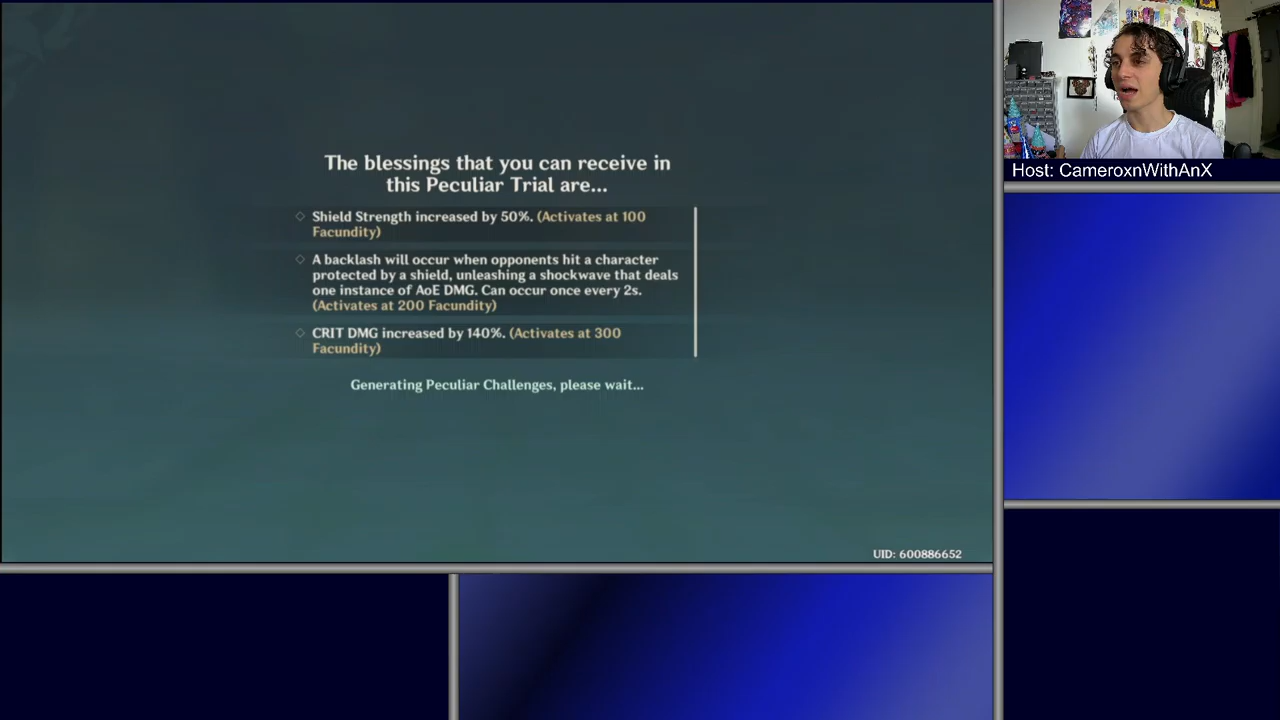 The blessings that you can receive in
this Peculiar Trial are...
Shield Strength increased by 50%. (Activates at 100
Facundity)
A backlash will occur when opponents hit a character
protected by a shield, unleashing a shockwave that deals
one instance of AoE DMG. Can occur once every 2s.
(Activates at 200 Facundity)
CRIT DMG increased by 140%. (Activates at 300
Facundity)
Generating Peculiar Challenges, please wait...
UID: 600886652
Host: CameroxnWithAnX